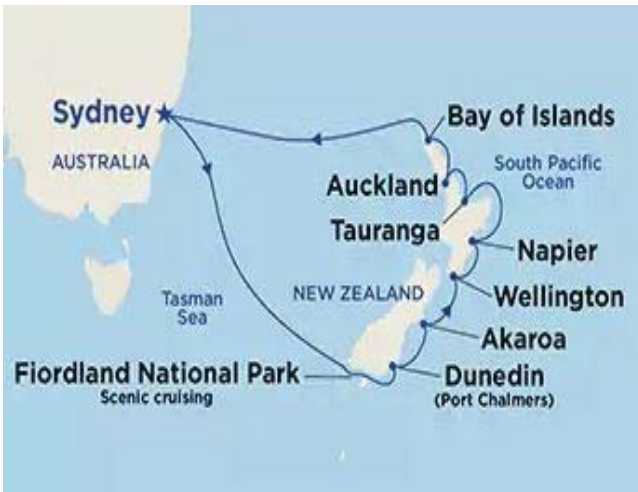 Sydney
AUSTRALIA
Bay of Islands
South Pacific
Ocean
Auckland
Tauranga
Napier
NEW ZEALAND
Wellington
Tasman
Sea
Akaroa
Fiordland National Park
Scenic cruising
Dunedin
(Port Chalmers)